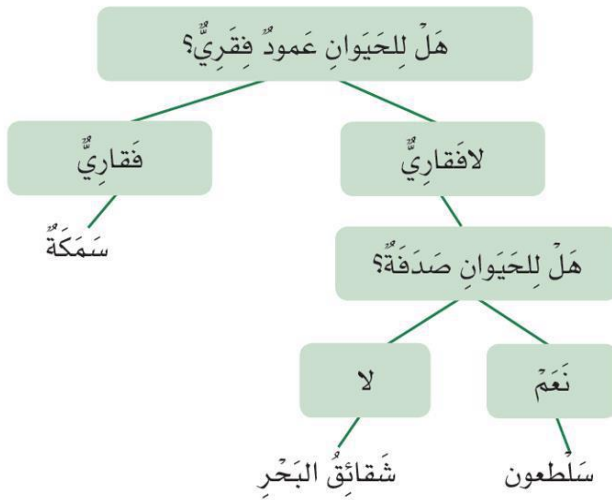 هَلْ لِلحَيَوانِ عَمودٌ فِقَرِيٌّ؟
لافَقارِيٌّ
فَقارِيٌّ
سَمَكَةٌ
هَلْ لِلحَيَوانِ صَدَفَةٌ؟
نَعَمْ
لا
سَلْطعون
شَقائِقُ البَحْرِ